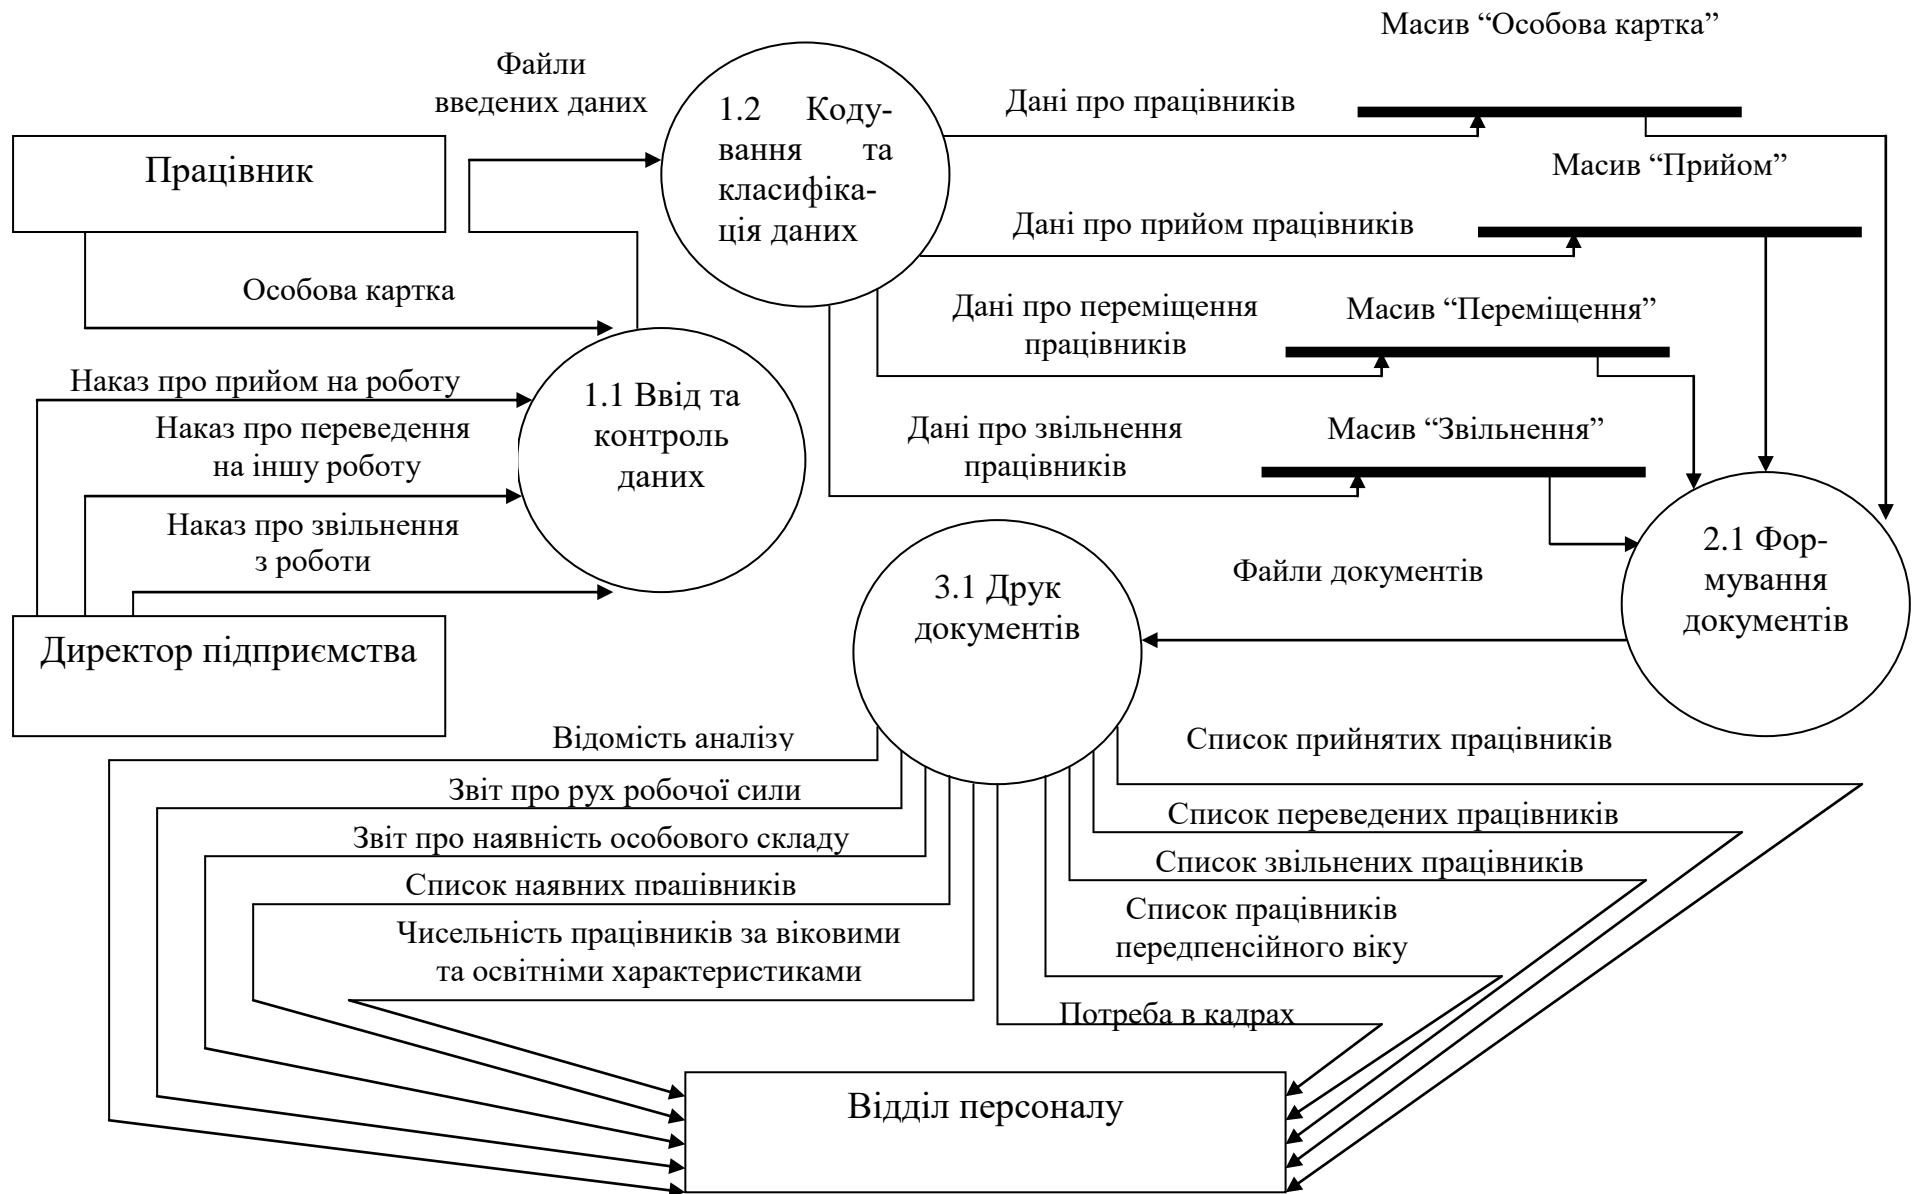 Масив “Особова картка”
Файли
введених даних
1.2 Коду-
вання та
класифіка-
ція даних
Дані про працівників
Працівник
Масив “Прийом”
Дані про прийом працівників
Особова картка
Дані про переміщення
працівників
Масив “Переміщення”
Наказ про прийом на роботу
1.1 Ввід та
контроль
даних
Наказ про переведення
на іншу роботу
Дані про звільнення
працівників
Масив “Звільнення”
Наказ про звільнення
з роботи
2.1 Фор-
мування
документів
Файли документів
3.1 Друк
документів
Директор підприємства
Відомість аналізу
Список прийнятих працівників
Звіт про рух робочої сили
Список переведених працівників
Звіт про наявність особового складу
Список звільнених працівників
Список наявних працівників
Список працівників
передпенсійного віку
Чисельність працівників за віковими
та освітніми характеристиками
Потреба в кадрах
Відділ персоналу